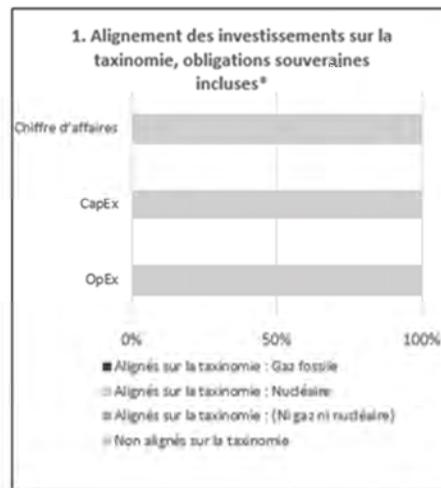 1. Alignement des investissements sur la
taxinomie, obligations souveraines
incluses*
Chiffre d'affaires
CapEx
OpEx
0%
50%
100%
Alignés sur la taxinomie : Gaz fossile
Alignés sur la taxinomie : Nucléaire
Alignés sur la taxinomie : (Ni gaz ni nucléaire)
Non alignés sur la taxinomie